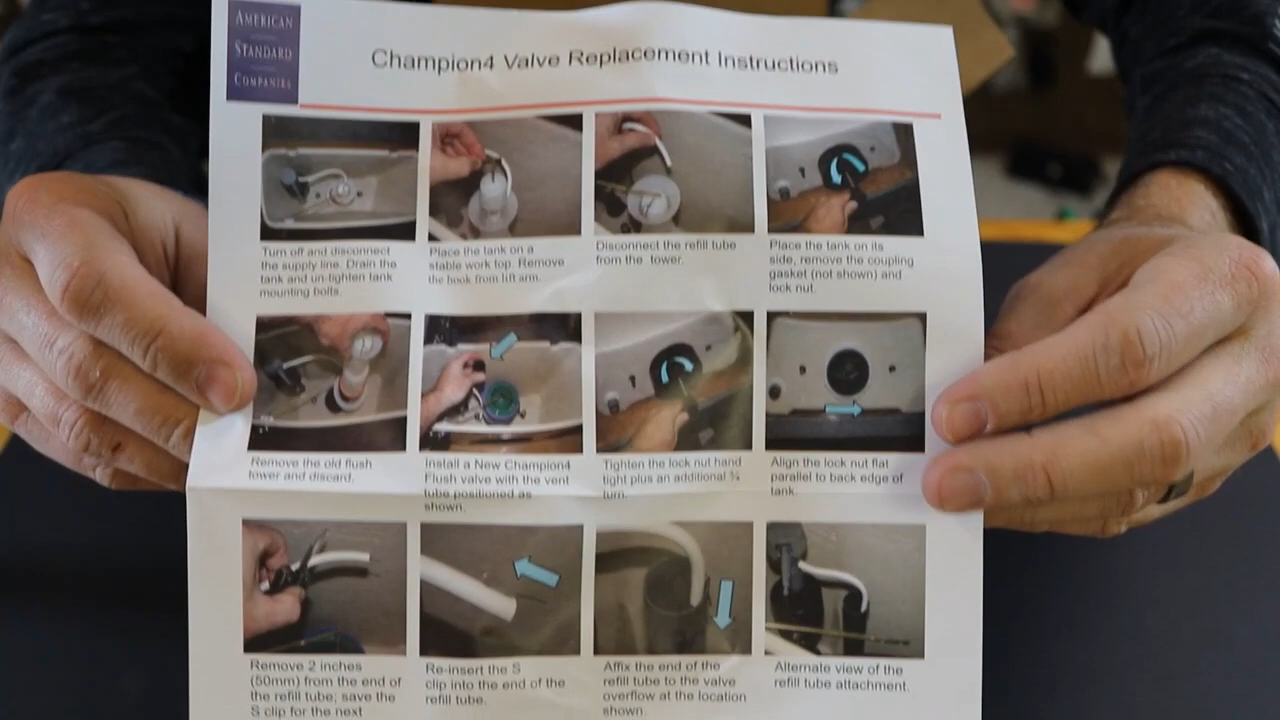 AMERICAN
STANDARD
COMPANIES
Champion4 Valve Replacement Instructions
Turn off and disconnect
the supply line. Drain the
tank and untighten tank
mounting bolts.
Place the tank on a
stable work top. Remove
the hook from lift arm.
Disconnect the refill tube
from the tower.
Place the tank on its
side, remove the coupling
gasket (not shown) and
lock nut.
Remove the old flush
tower and discard.
Install a New Champion4
Flush valve with the vent
tube positioned as
shown.
Tighten the lock nut hand
tight plus an additional ¾
turn.
Align the lock nut flat
parallel to back edge of
tank.
Remove 2 inches
(50mm) from the end of
the refill tube; save the
S clip for the next
Re-insert the S
clip into the end of the
refill tube.
Affix the end of the
refill tube to the valve
overflow at the location
shown.
Alternate view of the
refill tube attachment.